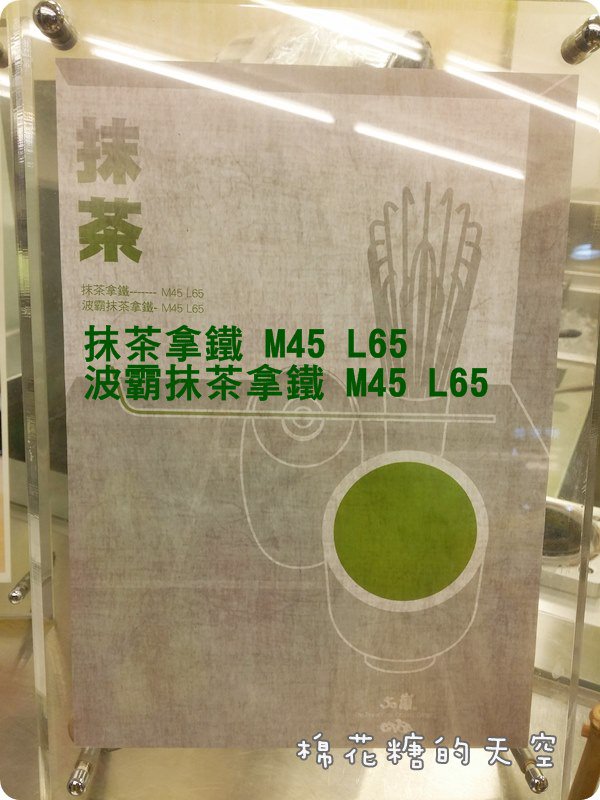 抹
茶
抹茶拿鐵------- M45 L65
波霸抹茶拿鐵- M45 L65
抹茶拿鐵 M45 L65
波霸抹茶拿鐵 M45 L65
棉花糖的天空